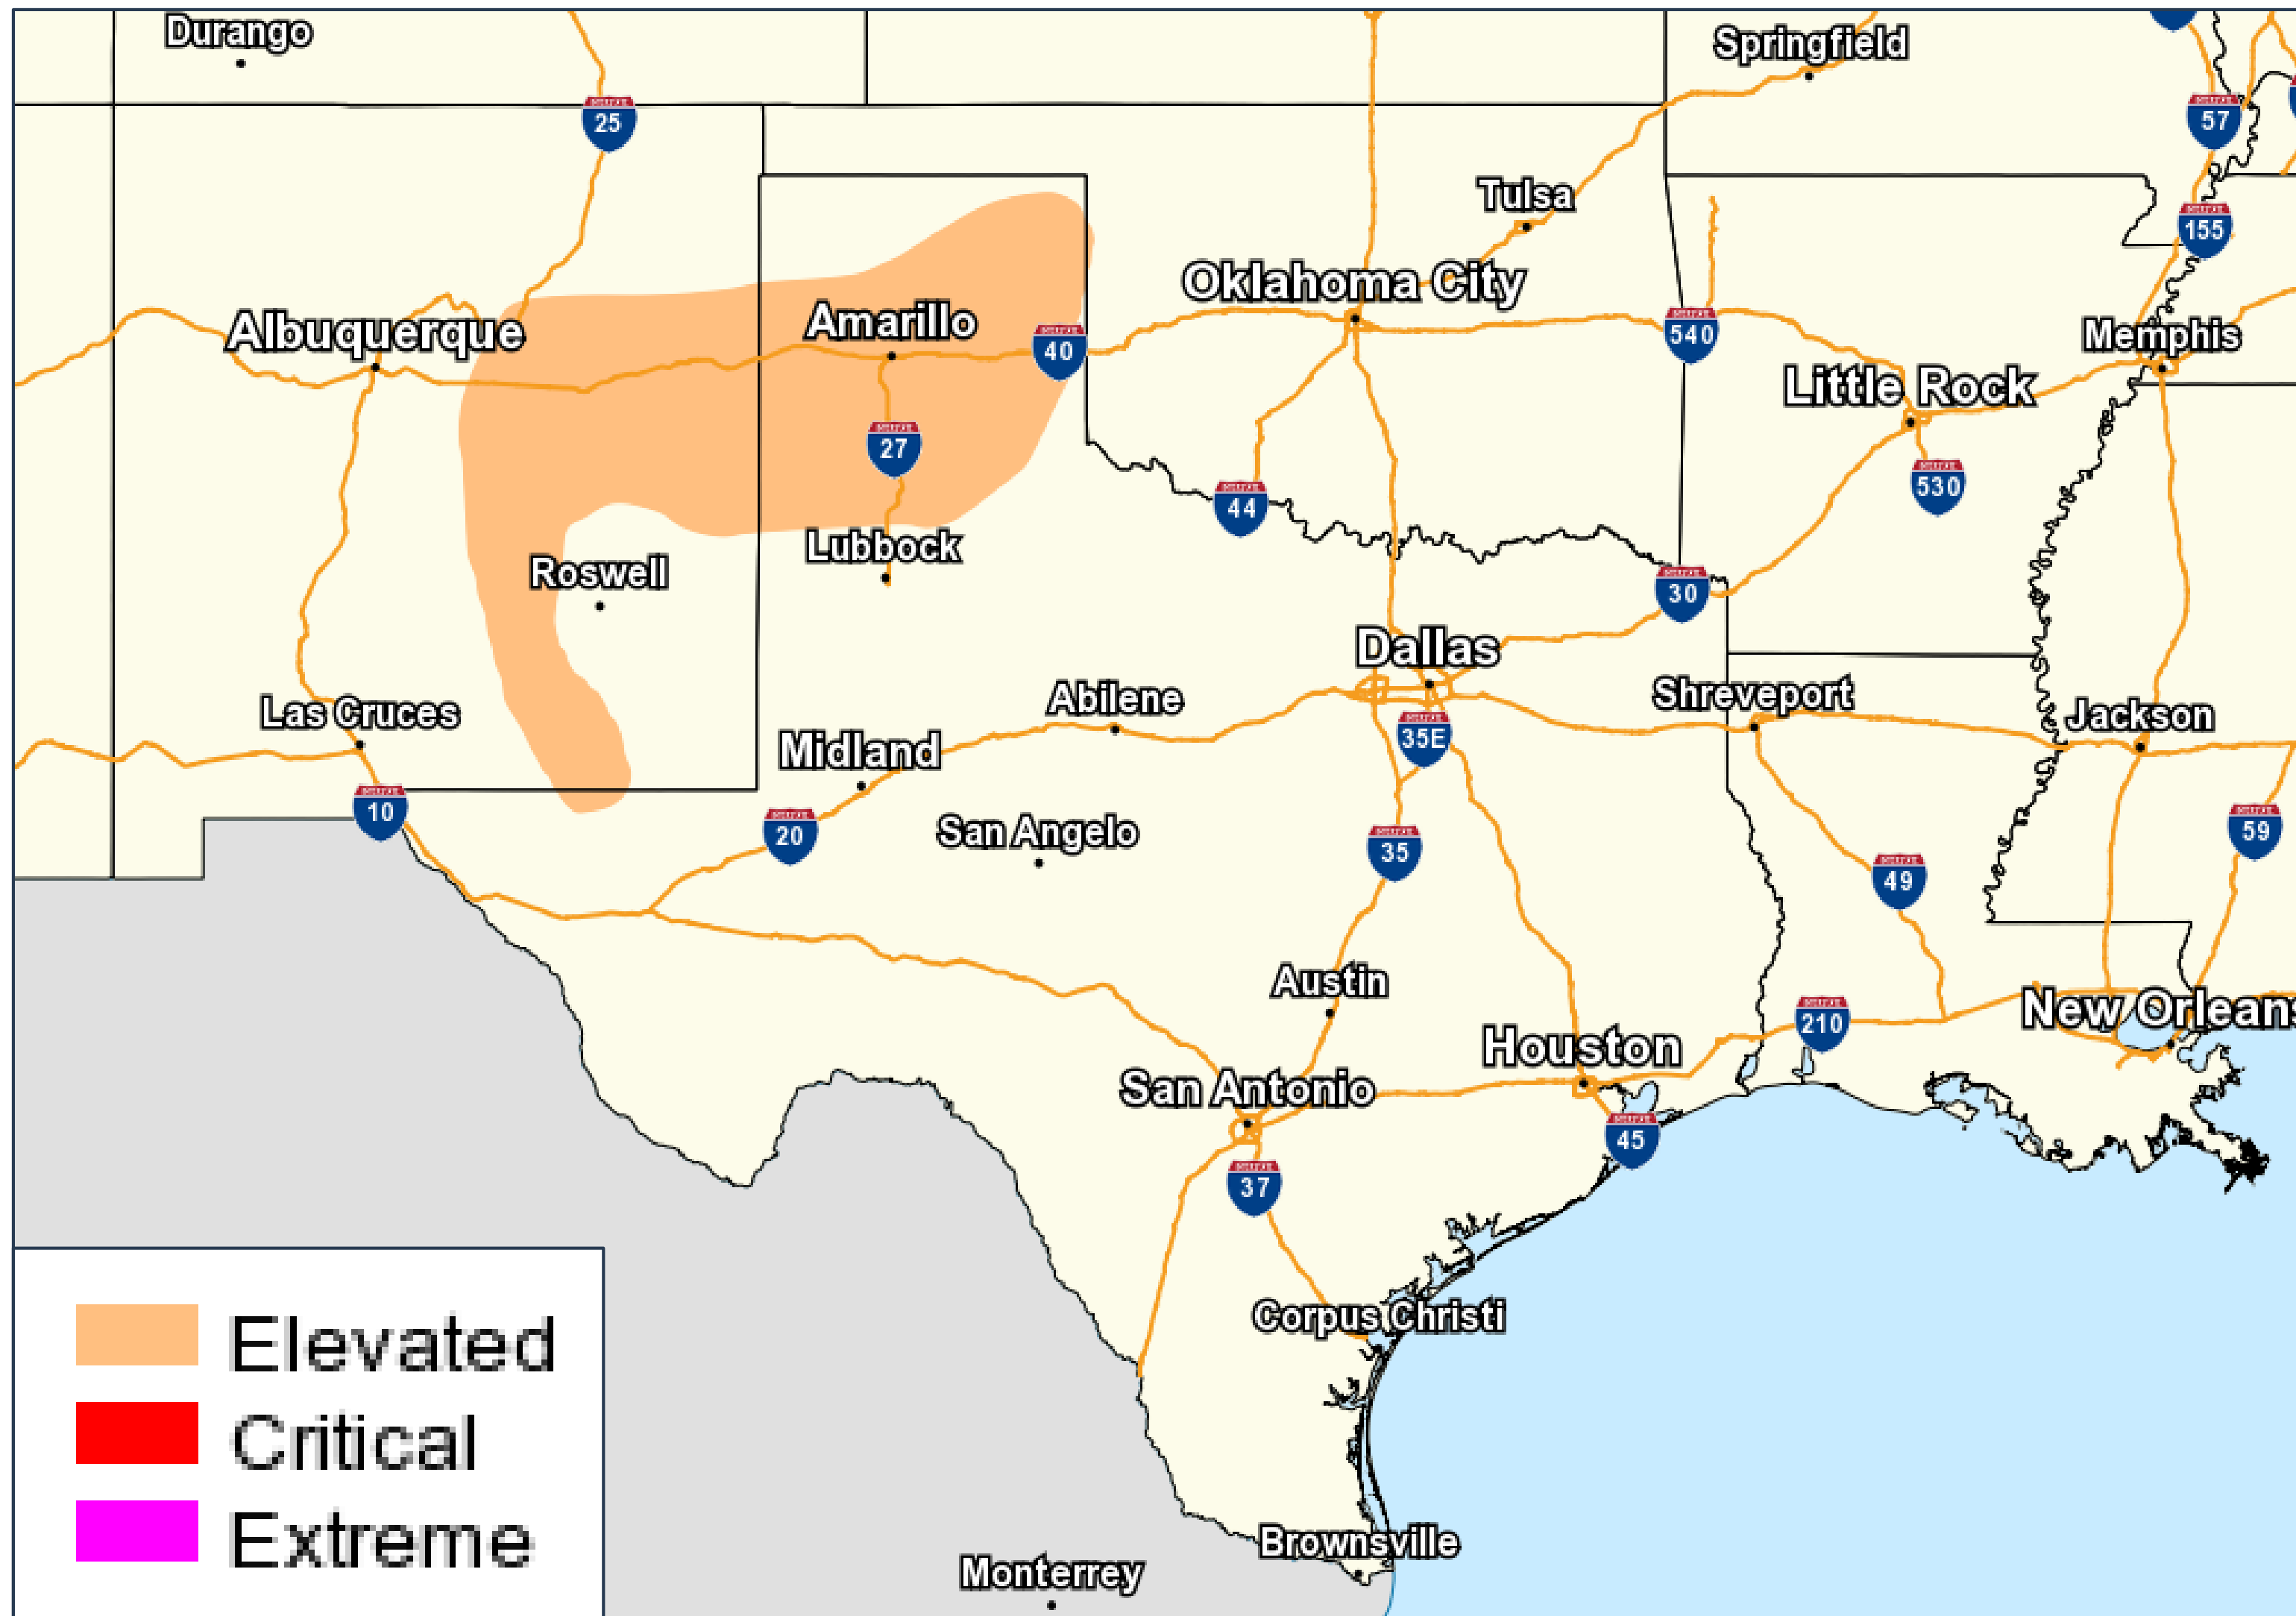 Durango
Springfield
25
57
Tulsa
155
Oklahoma City
Albuquerque
Amarillo
540
Memphis
40
Little Rock
27
530
44
Lubbock
Roswell
30
Dallas
Shreveport
Abilene
Las Cruces
Jackson
35E
Midland
10
20
San Angelo
35
59
49
Austin
New Orleans
210
Houston
San Antonio
45
37
Corpus Christi
Elevated
Critical
Extreme
Brownsville
Monterrey